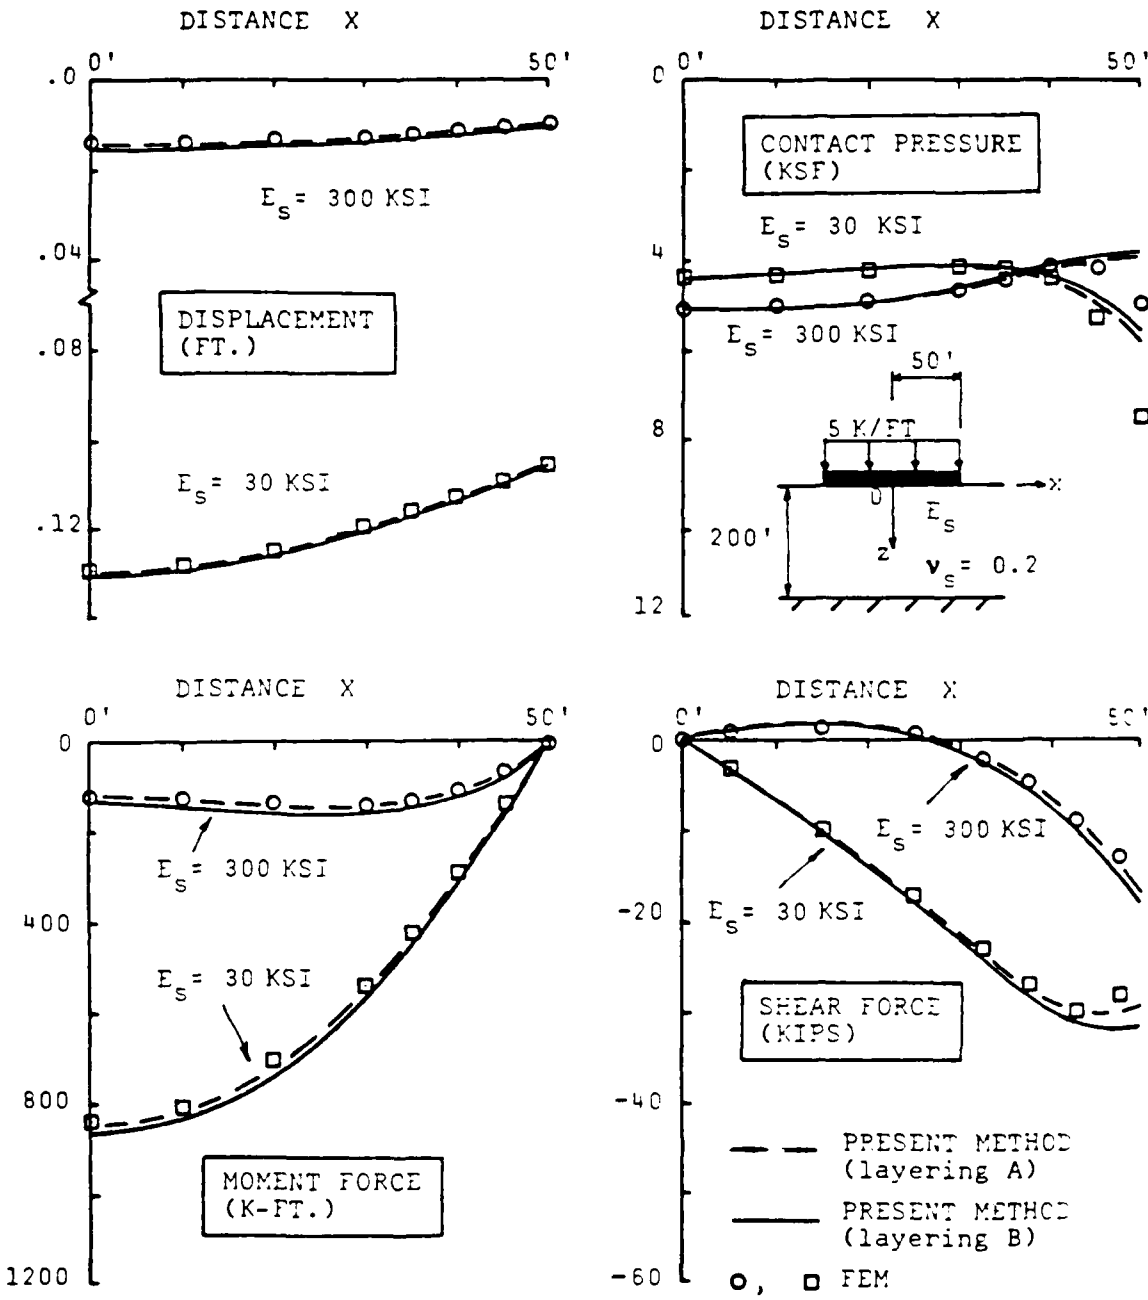 DISTANCE X
0' 50'
.0
E_s= 300 KSI
.04
DISPLACEMENT
(FT.)
.08
E_s= 30 KSI
.12
DISTANCE X
0 0' 50'
CONTACT PRESSURE
(KSF)
E_s= 30 KSI
4
E_s= 300 KSI
50'
8
5 K/FT
0
x
E_s
200'
z
ν_s= 0.2
12
DISTANCE X
0' 50'
0
E_s= 300 KSI
400
E_s= 30 KSI
800
MOMENT FORCE
(K-FT.)
1200
DISTANCE X
0' 50'
0
E_s= 300 KSI
-20
E_s= 30 KSI
SHEAR FORCE
(KIPS)
-40
PRESENT METHOD
(layering A)
PRESENT METHOD
(layering B)
-60
○, □ FEM